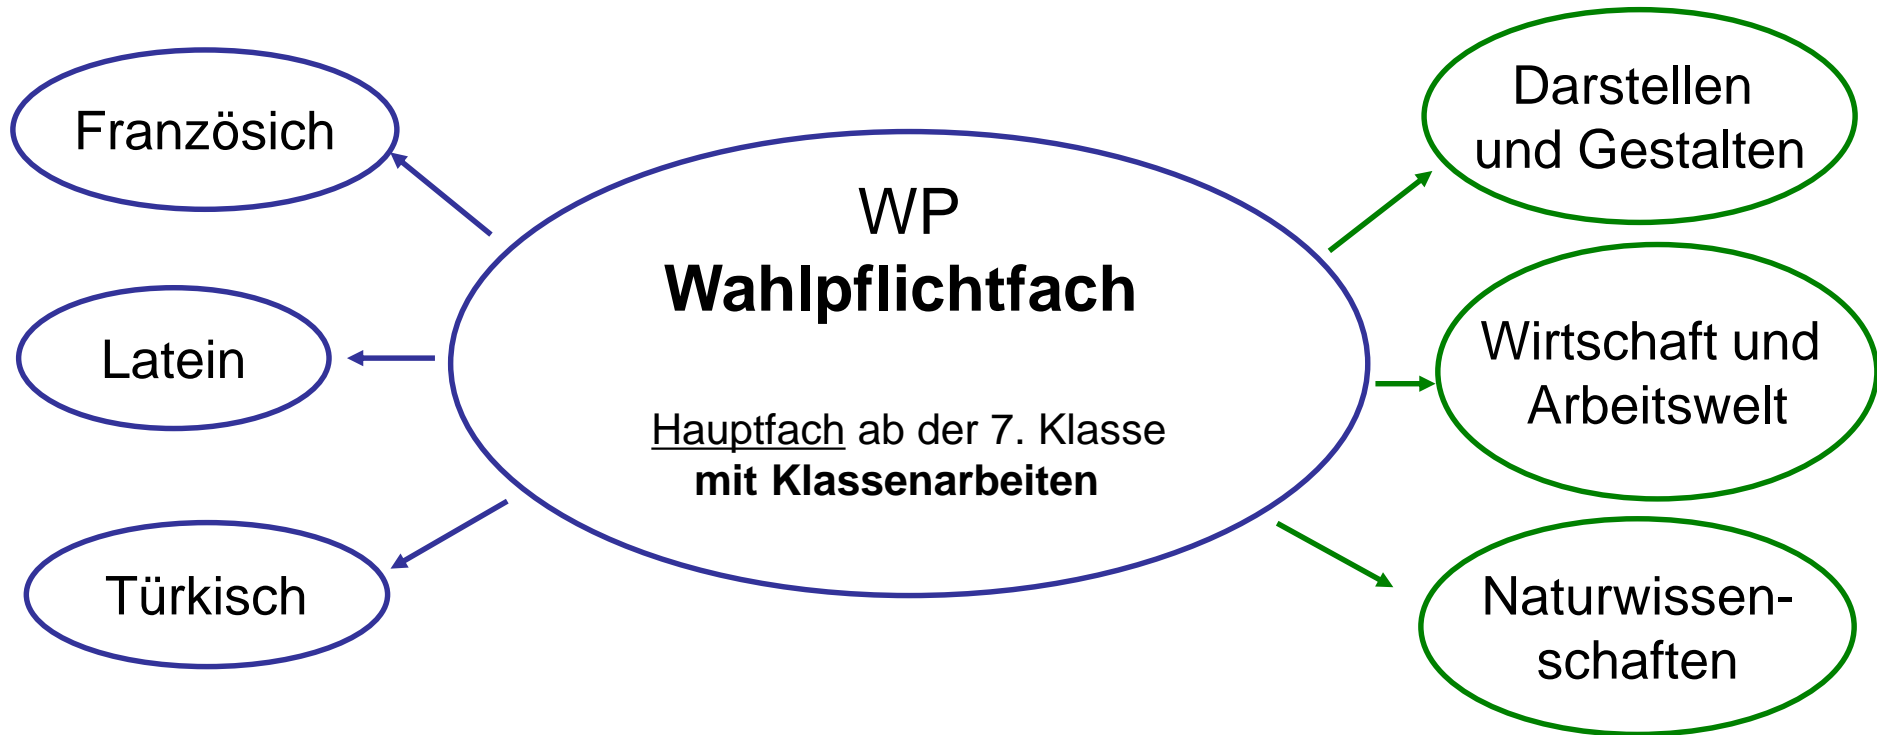 Französich
Latein
Türkisch
WP
Wahlpflichtfach
Hauptfach ab der 7. Klasse
mit Klassenarbeiten
Darstellen
und Gestalten
Wirtschaft und
Arbeitswelt
Naturwissen-
schaften